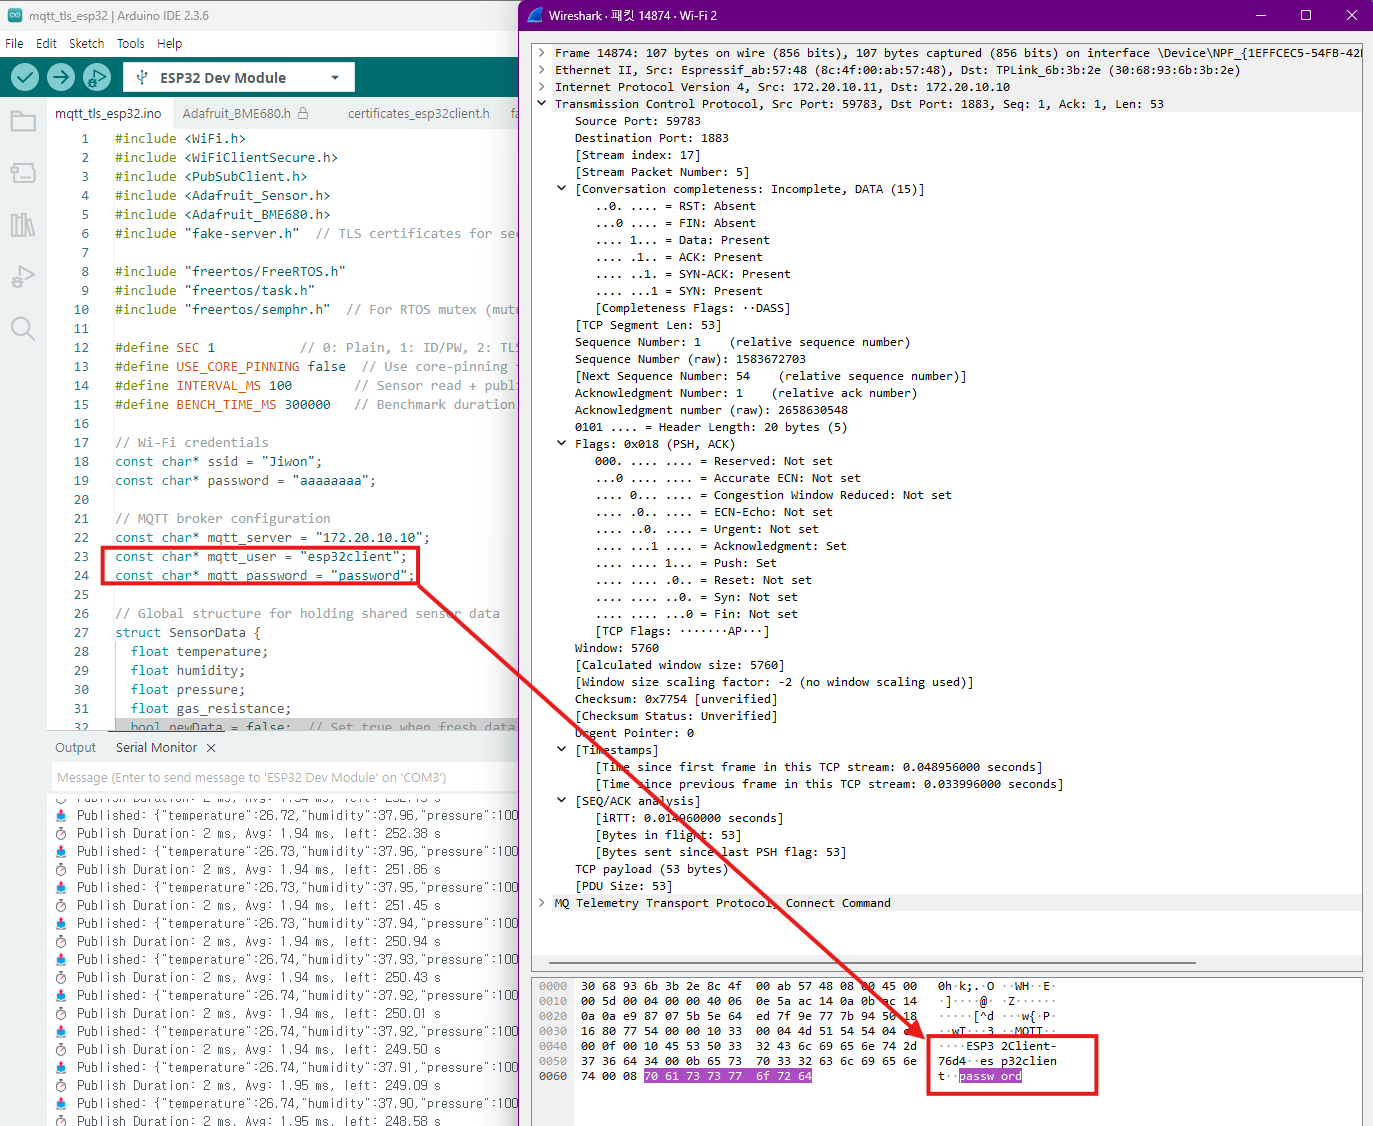 mqtt_tls_esp32 | Arduino IDE 2.3.6
File Edit Sketch Tools Help
ESP32 Dev Module
mqtt_tls_esp32.ino Adafruit_BME680.h certificates_esp32client.h
1 #include <WiFi.h>
2 #include <WiFiClientSecure.h>
3 #include <PubSubClient.h>
4 #include <Adafruit_Sensor.h>
5 #include <Adafruit_BME680.h>
6 #include "fake-server.h" // TLS certificates for sec
7
8 #include "freertos/FreeRTOS.h"
9 #include "freertos/task.h"
10 #include "freertos/semphr.h" // For RTOS mutex (mutu
11
12 #define SEC 1 // 0: Plain, 1: ID/PW, 2: TLS
13 #define USE_CORE_PINNING false // Use core-pinning
14 #define INTERVAL_MS 100 // Sensor read + publi
15 #define BENCH_TIME_MS 300000 // Benchmark duration
16
17 // Wi-Fi credentials
18 const char* ssid = "Jiwon";
19 const char* password = "aaaaaaaa";
20
21 // MQTT broker configuration
22 const char* mqtt_server = "172.20.10.10";
23 const char* mqtt_user = "esp32client";
24 const char* mqtt_password = "password";
25
26 // Global structure for holding shared sensor data
27 struct SensorData {
28 float temperature;
29 float humidity;
30 float pressure;
31 float gas_resistance;
32 bool newData = false; // Set true when fresh data
Output Serial Monitor
Message (Enter to send message to 'ESP32 Dev Module' on 'COM3')
Publish Duration: 2 ms, Avg: 1.94 ms, left:
Published: {"temperature":26.72,"humidity":37.96,"pressure":100
Publish Duration: 2 ms, Avg: 1.94 ms, left: 252.38 s
Published: {"temperature":26.73,"humidity":37.96,"pressure":100
Publish Duration: 2 ms, Avg: 1.94 ms, left: 251.86 s
Published: {"temperature":26.73,"humidity":37.95,"pressure":100
Publish Duration: 2 ms, Avg: 1.94 ms, left: 251.45 s
Published: {"temperature":26.73,"humidity":37.94,"pressure":100
Publish Duration: 2 ms, Avg: 1.94 ms, left: 250.94 s
Published: {"temperature":26.74,"humidity":37.93,"pressure":100
Publish Duration: 2 ms, Avg: 1.94 ms, left: 250.43 s
Published: {"temperature":26.74,"humidity":37.92,"pressure":100
Publish Duration: 2 ms, Avg: 1.94 ms, left: 250.01 s
Published: {"temperature":26.74,"humidity":37.92,"pressure":100
Publish Duration: 2 ms, Avg: 1.94 ms, left: 249.50 s
Published: {"temperature":26.74,"humidity":37.91,"pressure":100
Publish Duration: 2 ms, Avg: 1.95 ms, left: 249.09 s
Published: {"temperature":26.74,"humidity":37.90,"pressure":100
Publish Duration: 2 ms, Avg: 1.95 ms, left: 248.58 s
Wireshark · 패킷 14874 · Wi-Fi 2
Frame 14874: 107 bytes on wire (856 bits), 107 bytes captured (856 bits) on interface \Device\NPF_{1EFFCEC5-54FB-42
Ethernet II, Src: Espressif_ab:57:48 (8c:4f:00:ab:57:48), Dst: TPLink_6b:3b:2e (30:68:93:6b:3b:2e)
Internet Protocol Version 4, Src: 172.20.10.11, Dst: 172.20.10.10
Transmission Control Protocol, Src Port: 59783, Dst Port: 1883, Seq: 1, Ack: 1, Len: 53
Source Port: 59783
Destination Port: 1883
[Stream index: 17]
[Stream Packet Number: 5]
[Conversation completeness: Incomplete, DATA (15)]
..0. .... = RST: Absent
...0 .... = FIN: Absent
.... 1... = Data: Present
.... .1.. = ACK: Present
.... ..1. = SYN-ACK: Present
.... ...1 = SYN: Present
[Completeness Flags: ··DASS]
[TCP Segment Len: 53]
Sequence Number: 1 (relative sequence number)
Sequence Number (raw): 1583672703
[Next Sequence Number: 54 (relative sequence number)]
Acknowledgment Number: 1 (relative ack number)
Acknowledgment number (raw): 2658630548
0101 .... = Header Length: 20 bytes (5)
Flags: 0x018 (PSH, ACK)
000. .... .... = Reserved: Not set
...0 .... .... = Accurate ECN: Not set
.... 0... .... = Congestion Window Reduced: Not set
.... .0.. .... = ECN-Echo: Not set
.... ..0. .... = Urgent: Not set
.... ...1 .... = Acknowledgment: Set
.... .... 1... = Push: Set
.... .... .0.. = Reset: Not set
.... .... ..0. = Syn: Not set
.... .... ...0 = Fin: Not set
[TCP Flags: ·······AP···]
Window: 5760
[Calculated window size: 5760]
[Window size scaling factor: -2 (no window scaling used)]
Checksum: 0x7754 [unverified]
[Checksum Status: Unverified]
Urgent Pointer: 0
[Timestamps]
[Time since first frame in this TCP stream: 0.048956000 seconds]
[Time since previous frame in this TCP stream: 0.033996000 seconds]
[SEQ/ACK analysis]
[iRTT: 0.014960000 seconds]
[Bytes in flight: 53]
[Bytes sent since last PSH flag: 53]
TCP payload (53 bytes)
[PDU Size: 53]
MQ Telemetry Transport Protocol, Connect Command
0000 30 68 93 6b 3b 2e 8c 4f 00 ab 57 48 08 00 45 00 0h·k;.·O ··WH··E·
0010 00 5d 00 04 00 00 40 06 0e 5a ac 14 0a 0b ac 14 ·]····@· ·Z······
0020 0a 0a e9 87 07 5b 5e 64 ed 7f 9e 77 7b 94 50 18 ·····[^d ···w{·P·
0030 16 80 77 54 00 00 10 33 00 04 4d 51 54 54 04 ··wT···3 ··MQTT··
0040 00 0f 00 10 45 53 50 33 32 43 6c 69 65 6e 74 2d ····ESP3 2Client-
0050 37 36 64 34 00 0b 65 73 70 33 32 63 6c 69 65 6e 76d4··es p32clien
0060 74 00 08 70 61 73 73 77 6f 72 64 t··passw ord